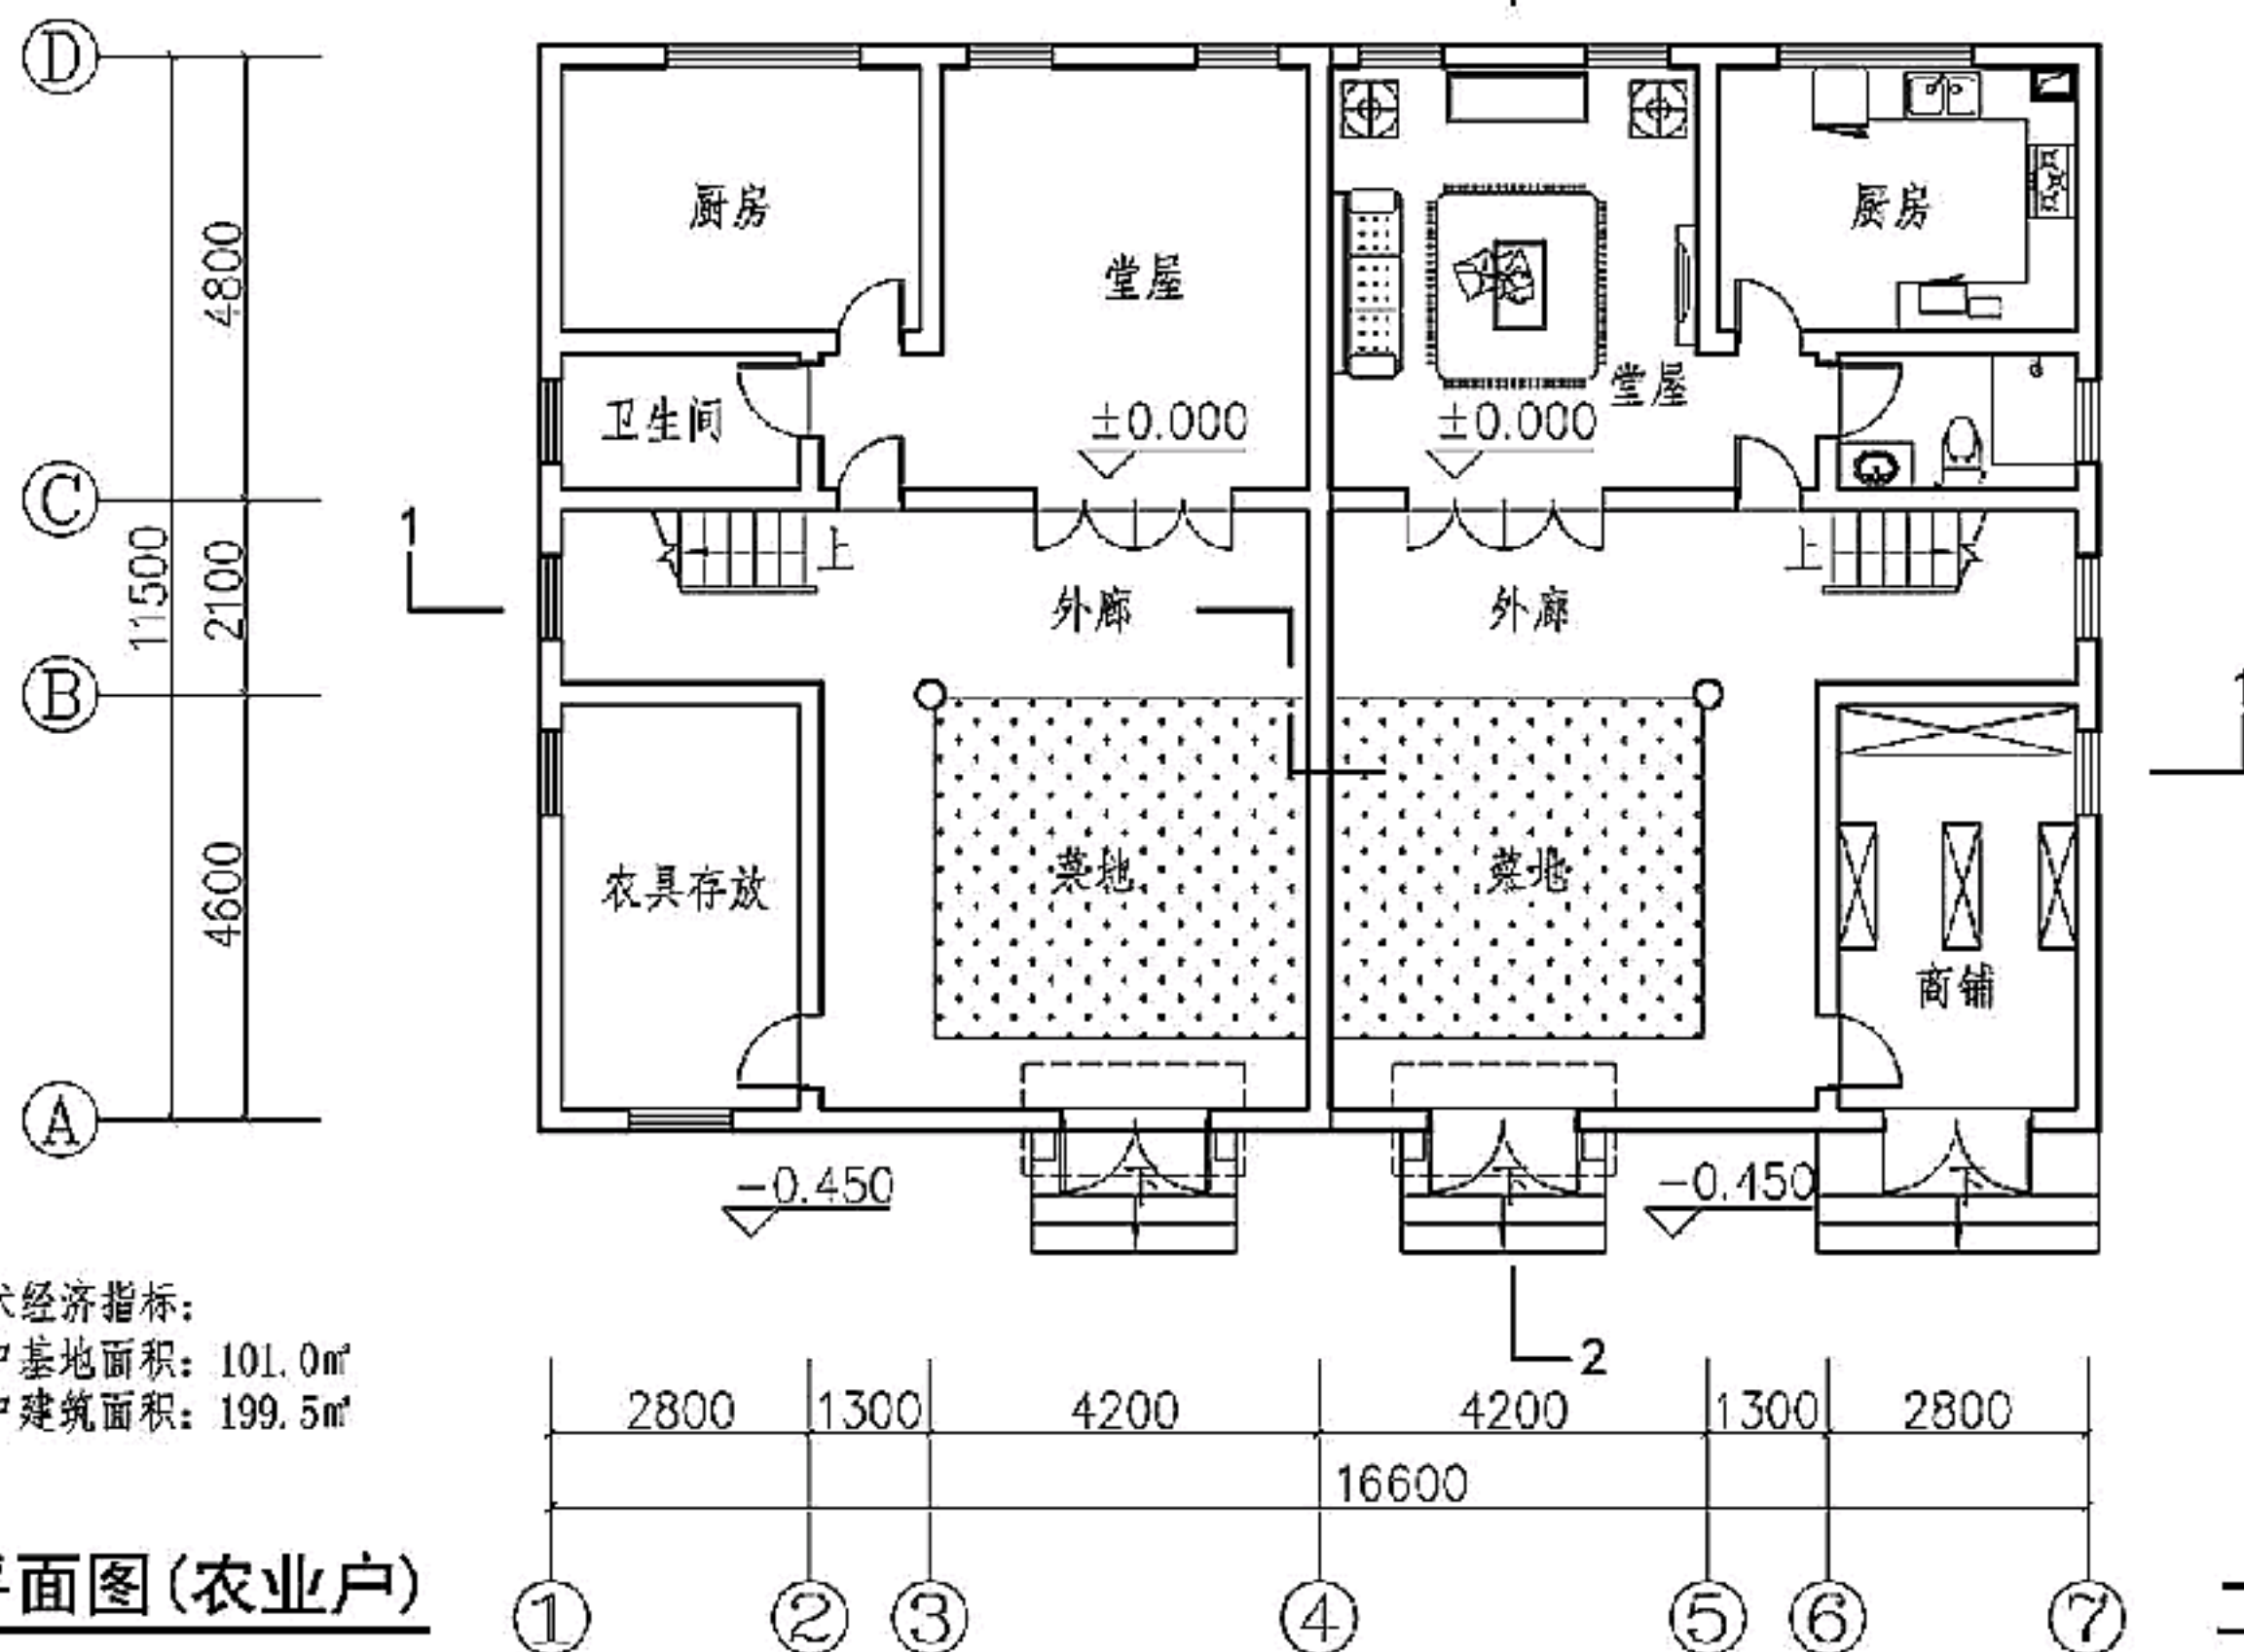 D
厨房
厨房
4800
堂屋
堂屋
卫生间
±0.000
±0.000
C
1
上
上
11500
2100
外廊
外廊
B
1
4600
农具存放
菜地
菜地
商铺
A
下
下
下
-0.450
-0.450
经济指标:
基地面积: 101.0㎡
建筑面积: 199.5㎡
2
2800 1300 4200 4200 1300 2800
16600
面图(农业户)
1 2 3 4 5 6 7